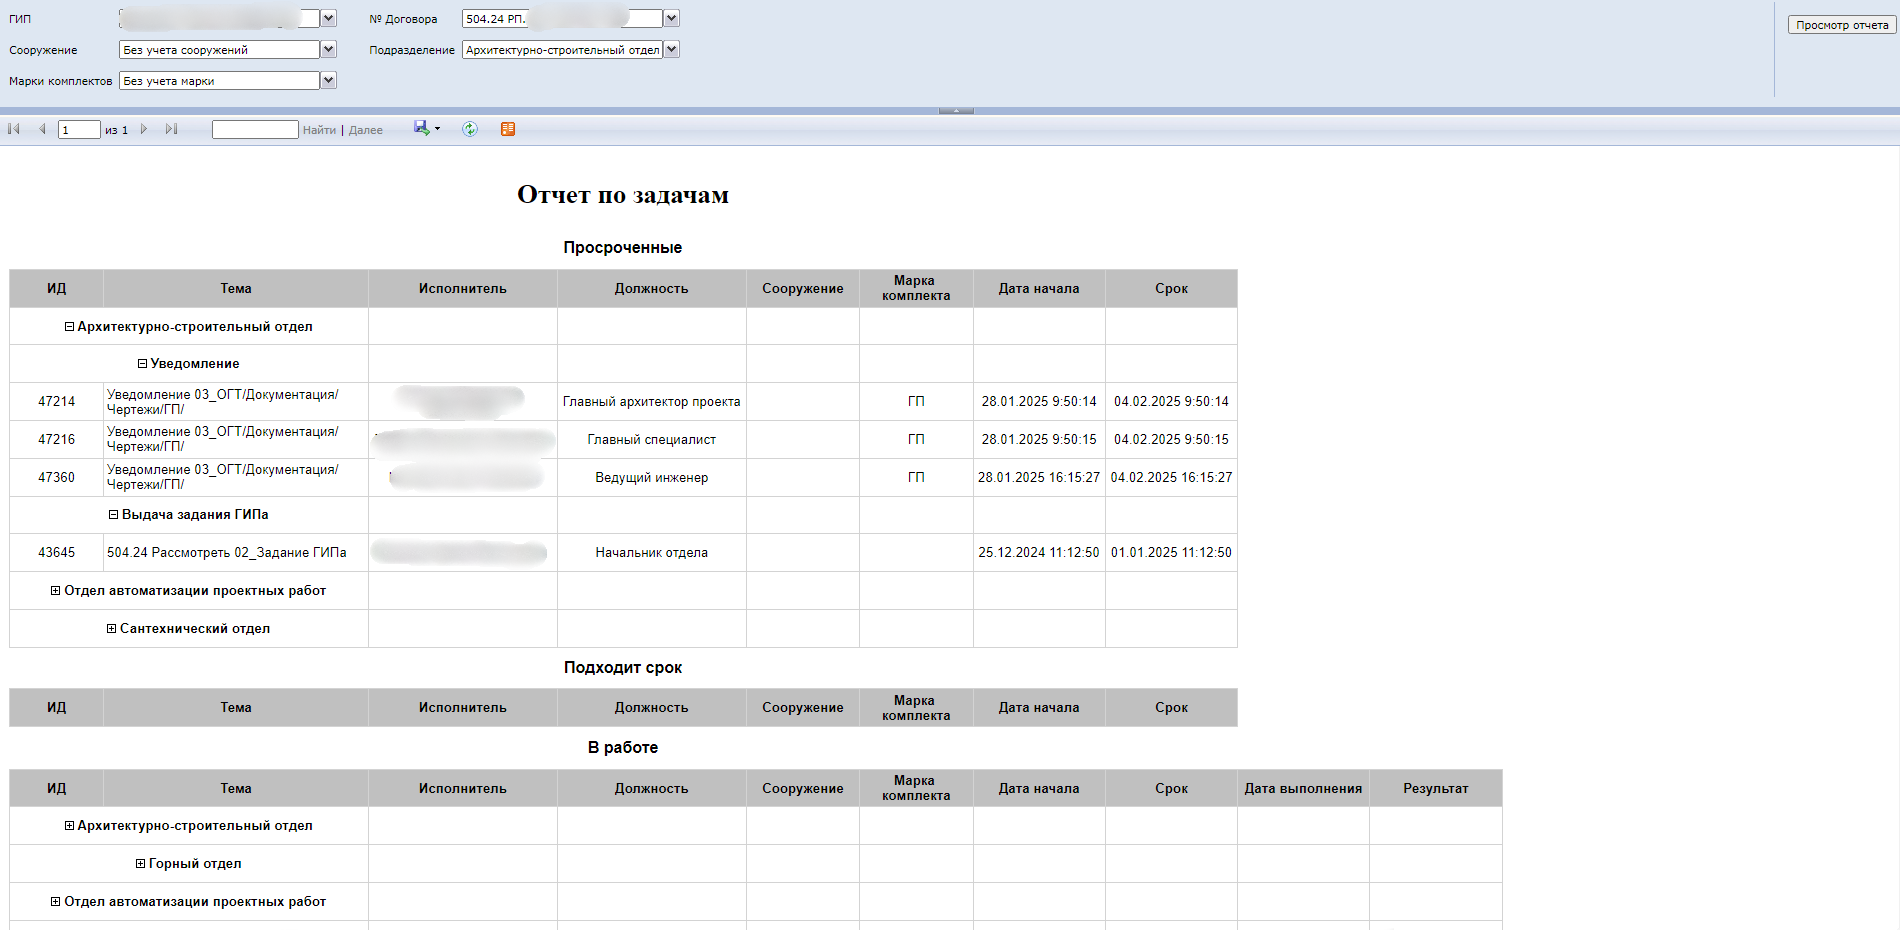 ГИП № Договора 504.24 РП. Просмотр отчета
Сооружение Без учета сооружений Подразделение Архитектурно-строительный отдел
Марки комплектов Без учета марки
1 из 1 Найти | Далее
Отчет по задачам
Просроченные
ИД Тема Исполнитель Должность Сооружение Марка комплекта Дата начала Срок
Архитектурно-строительный отдел
Уведомление
47214 Уведомление 03_ОГТ/Документация/Чертежи/ГП/ Главный архитектор проекта ГП 28.01.2025 9:50:14 04.02.2025 9:50:14
47216 Уведомление 03_ОГТ/Документация/Чертежи/ГП/ Главный специалист ГП 28.01.2025 9:50:15 04.02.2025 9:50:15
47360 Уведомление 03_ОГТ/Документация/Чертежи/ГП/ Ведущий инженер ГП 28.01.2025 16:15:27 04.02.2025 16:15:27
Выдача задания ГИПа
43645 504.24 Рассмотреть 02_Задание ГИПа Начальник отдела 25.12.2024 11:12:50 01.01.2025 11:12:50
Отдел автоматизации проектных работ
Сантехнический отдел
Подходит срок
ИД Тема Исполнитель Должность Сооружение Марка комплекта Дата начала Срок
В работе
ИД Тема Исполнитель Должность Сооружение Марка комплекта Дата начала Срок Дата выполнения Результат
Архитектурно-строительный отдел
Горный отдел
Отдел автоматизации проектных работ